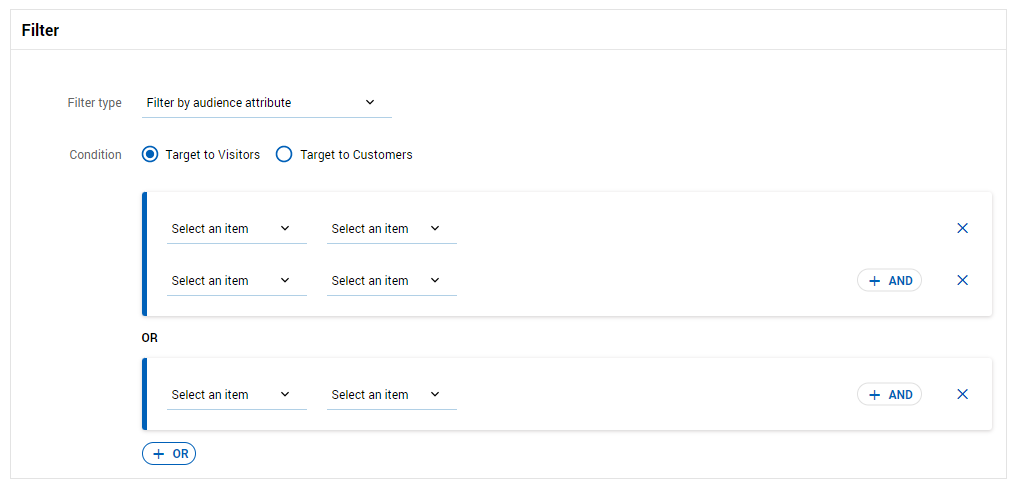 Filter
Filter type Filter by audience attribute
Condition Target to Visitors Target to Customers
Select an item Select an item
Select an item Select an item + AND
OR
Select an item Select an item + AND
+ OR